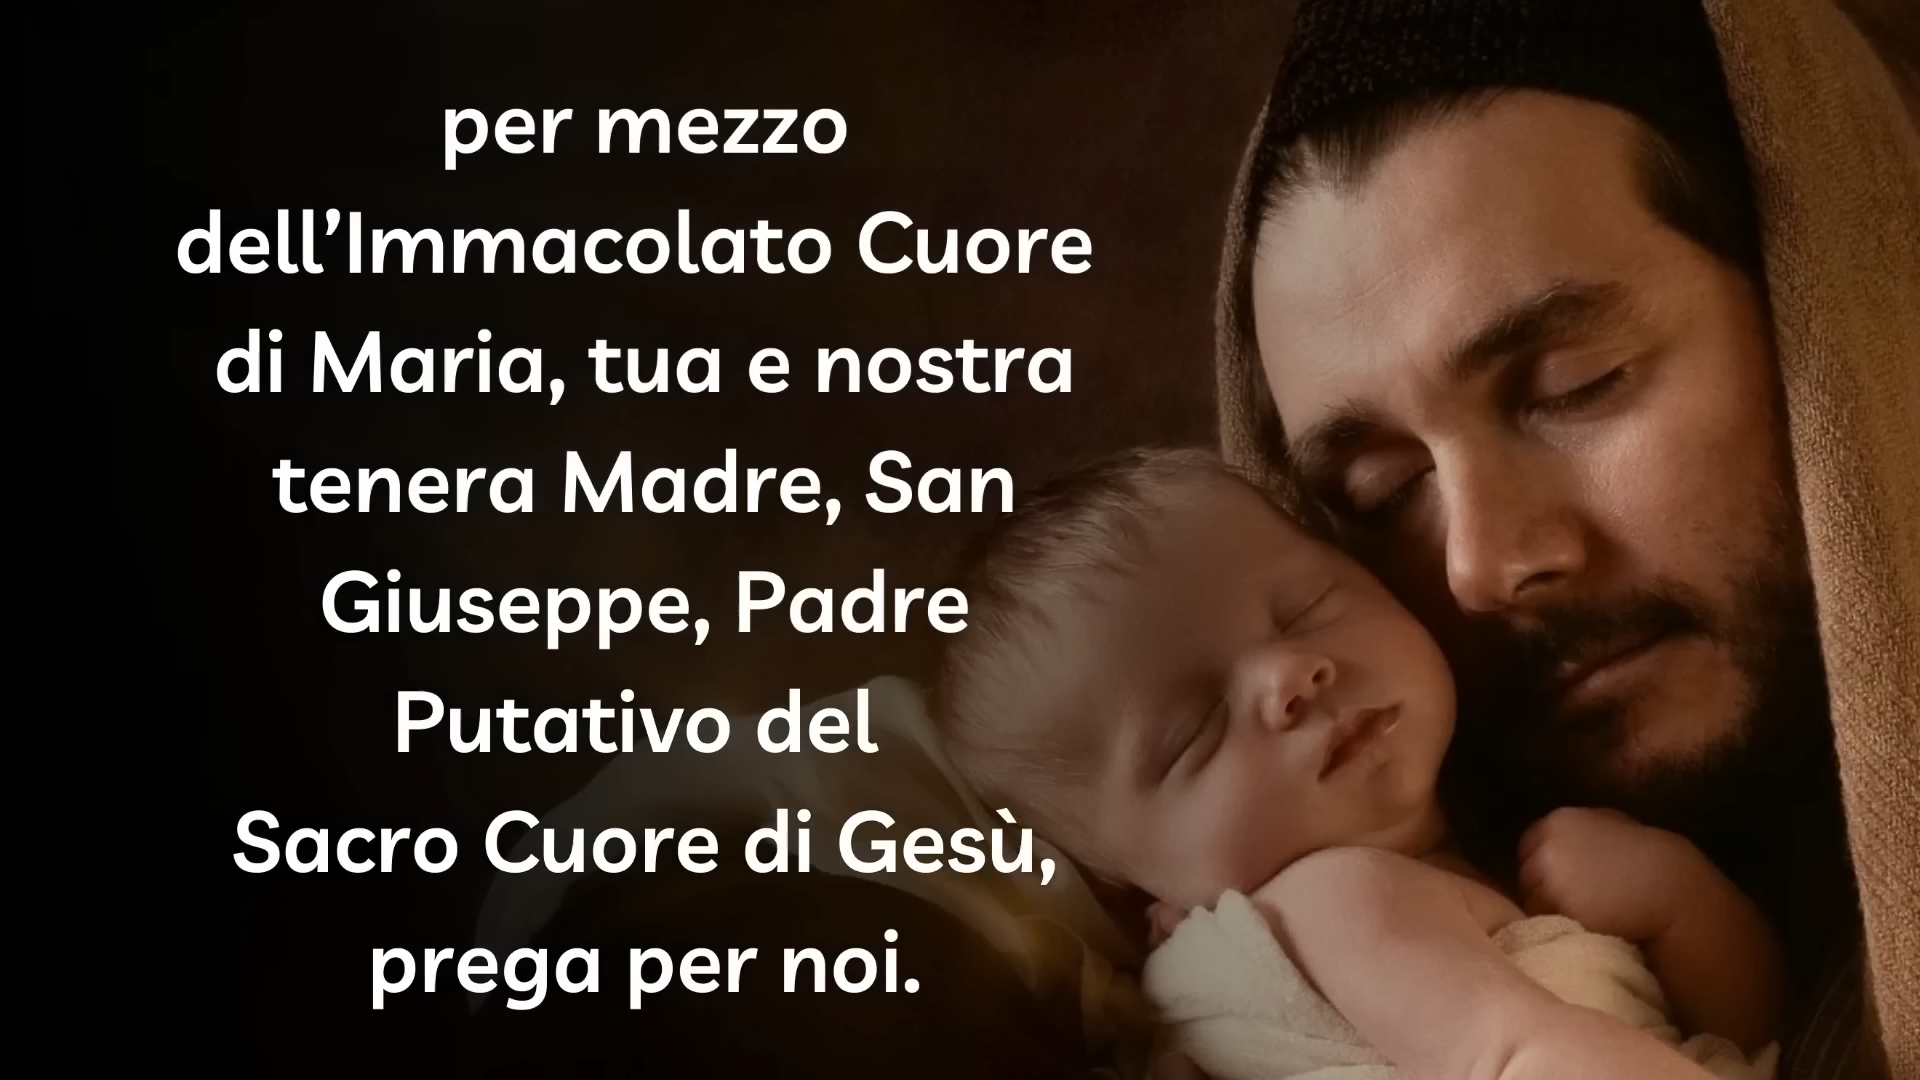 per mezzo
dell’Immacolato Cuore
di Maria, tua e nostra
tenera Madre, San
Giuseppe, Padre
Putativo del
Sacro Cuore di Gesù,
prega per noi.